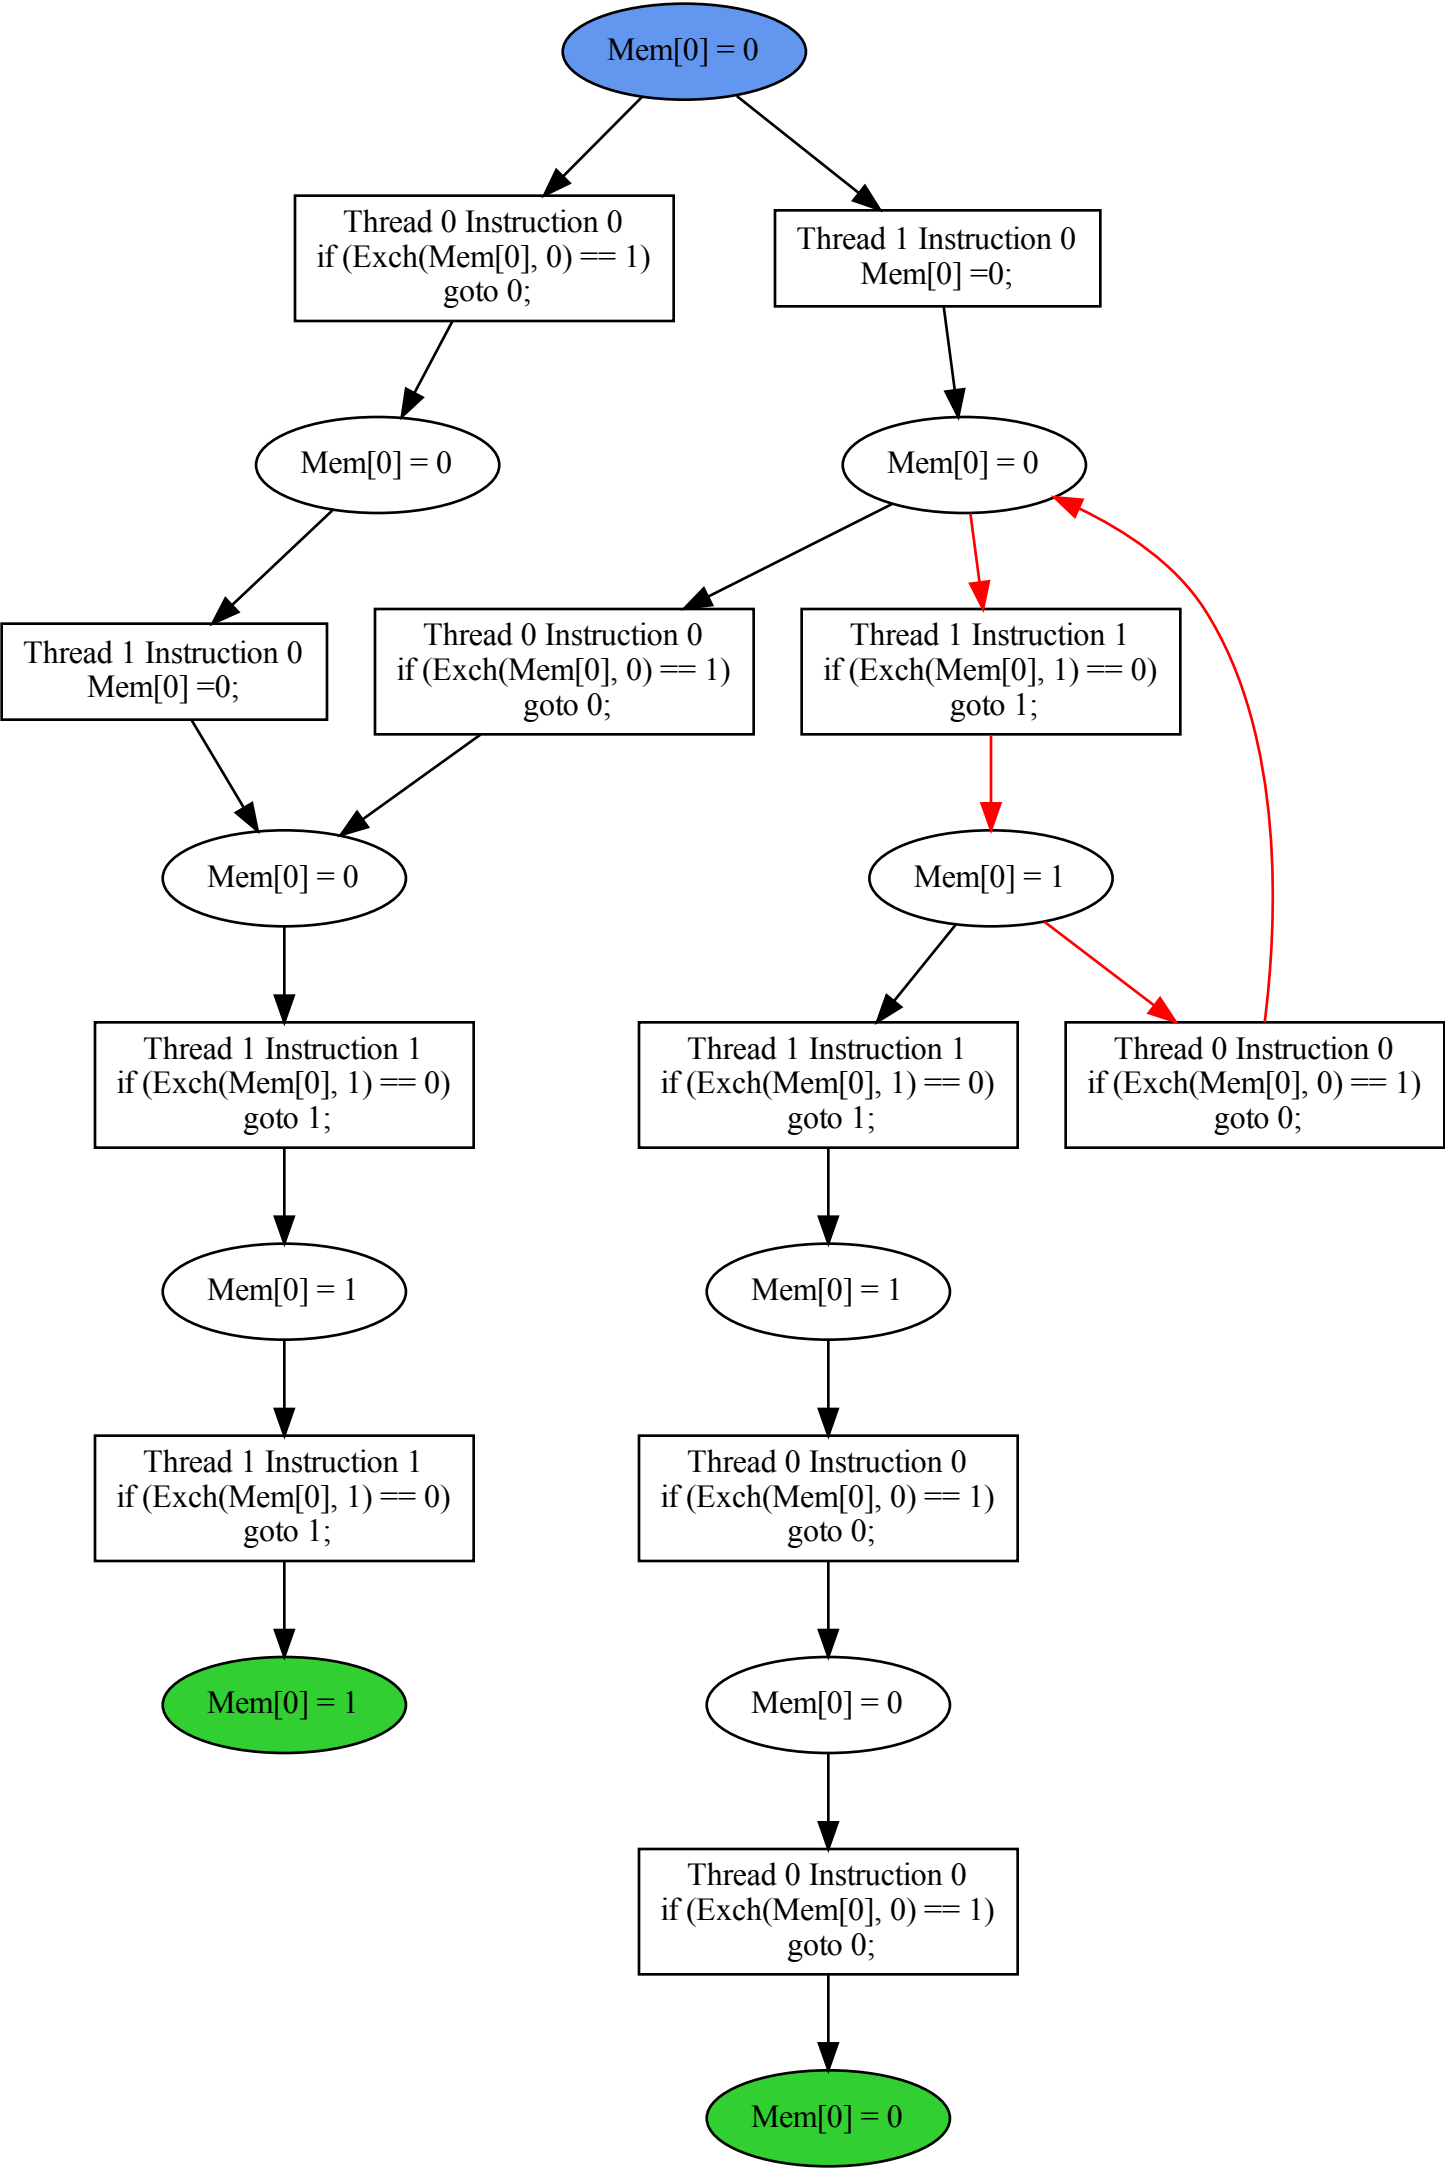 Mem[0] = 0
Thread 0 Instruction 0
if (Exch(Mem[0], 0) == 1)
goto 0;
Thread 1 Instruction 0
Mem[0] =0;
Mem[0] = 0
Mem[0] = 0
Thread 1 Instruction 0
Mem[0] =0;
Thread 0 Instruction 0
if (Exch(Mem[0], 0) == 1)
goto 0;
Thread 1 Instruction 1
if (Exch(Mem[0], 1) == 0)
goto 1;
Mem[0] = 0
Mem[0] = 1
Thread 1 Instruction 1
if (Exch(Mem[0], 1) == 0)
goto 1;
Thread 1 Instruction 1
if (Exch(Mem[0], 1) == 0)
goto 1;
Thread 0 Instruction 0
if (Exch(Mem[0], 0) == 1)
goto 0;
Mem[0] = 1
Mem[0] = 1
Thread 1 Instruction 1
if (Exch(Mem[0], 1) == 0)
goto 1;
Thread 0 Instruction 0
if (Exch(Mem[0], 0) == 1)
goto 0;
Mem[0] = 1
Mem[0] = 0
Thread 0 Instruction 0
if (Exch(Mem[0], 0) == 1)
goto 0;
Mem[0] = 0